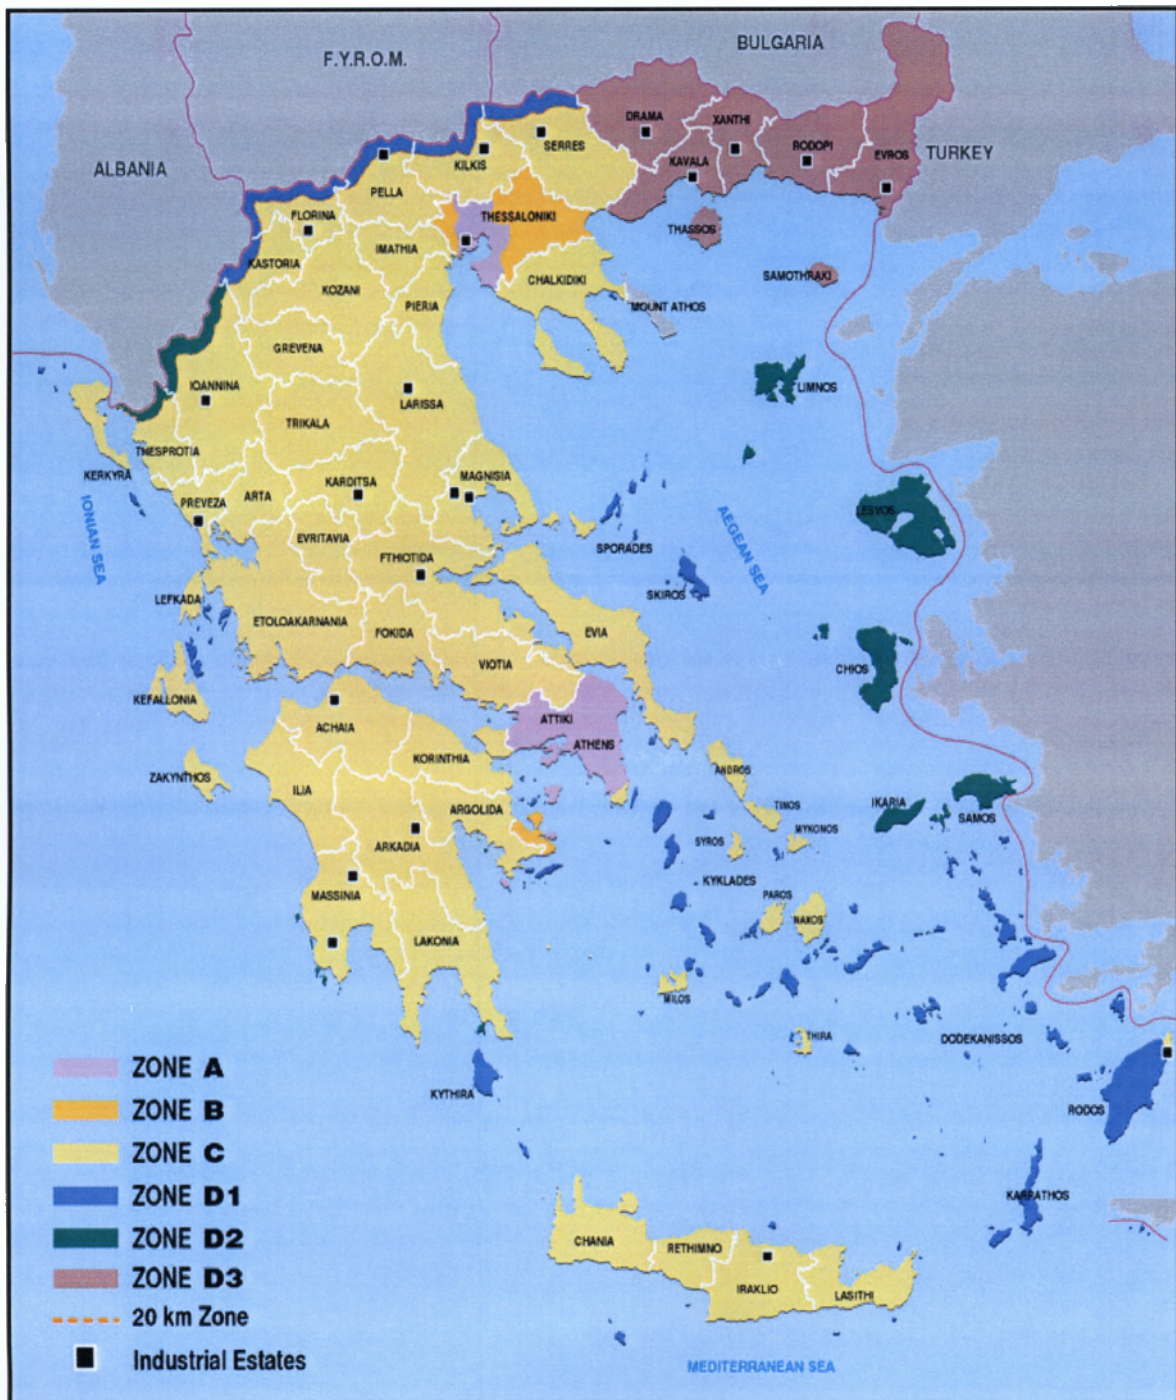 BULGARIA
F.Y.R.O.M.
ALBANIA
TURKEY
DRAMA
XANTHI
RODOPI
EVROS
KAVALA
SERRES
KILKIS
PELLA
THESSALONIKI
FLORINA
THASSOS
IMATHIA
KASTORIA
SAMOTHRAKI
CHALKIDIKI
KOZANI
PIERIA
MOUNT ATHOS
GREVENA
IOANNINA
LIMNOS
LARISSA
TRIKALA
THESPROTIA
KERKYRA
MAGNISIA
KARDITSA
ARTA
PREVEZA
LESVOS
IONIAN SEA
AEGEAN SEA
EVRITAVIA
SPORADES
FTHIOTIDA
SKIROS
LEFKADA
ETOLOAKARNANIA
FOKIDA
EVIA
VIOTIA
CHIOS
KEFALLONIA
ATTIKI
ACHAIA
ATHENS
KORINTHIA
ANDROS
ZAKYNTHOS
ILIA
IKARIA
TINOS
ARGOLIDA
SAMOS
MYKONOS
SYROS
ARKADIA
KYKLADES
MASSINIA
PAROS
NAXOS
LAKONIA
MILOS
THIRA
DODEKANISSOS
KYTHIRA
RODOS
KARPATHOS
CHANIA
RETHIMNO
IRAKLIO
LASITHI
MEDITERRANEAN SEA
ZONE A
ZONE B
ZONE C
ZONE D1
ZONE D2
ZONE D3
20 km Zone
Industrial Estates